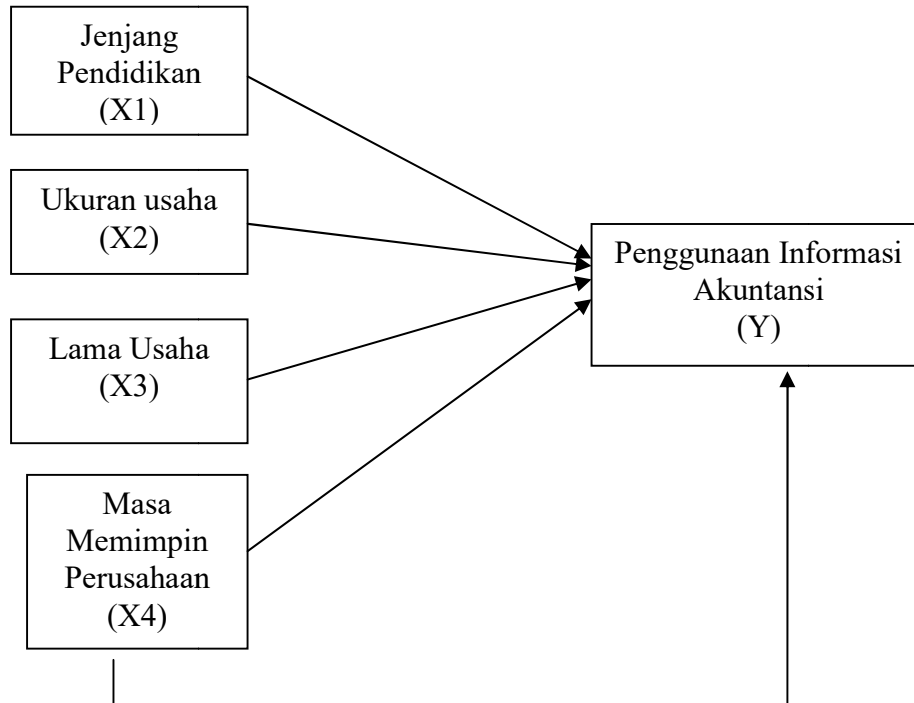 Jenjang
Pendidikan
(X1)
Ukuran usaha
(X2)
Lama Usaha
(X3)
Masa
Memimpin
Perusahaan
(X4)
Penggunaan Informasi
Akuntansi
(Y)